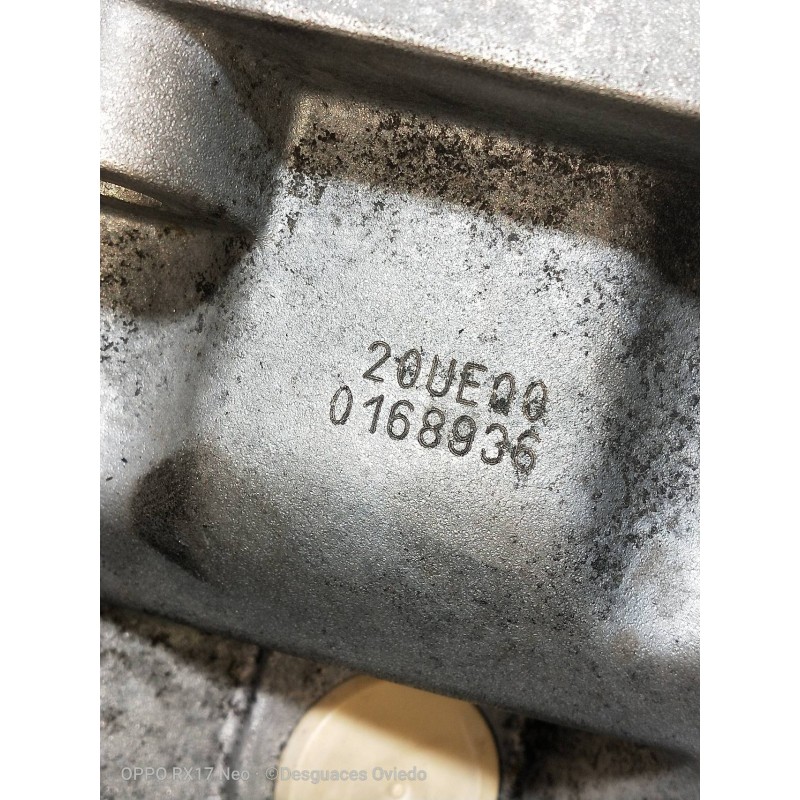 20UE00
0168936
OPPO RX17 Neo · ©Desguaces Oviedo